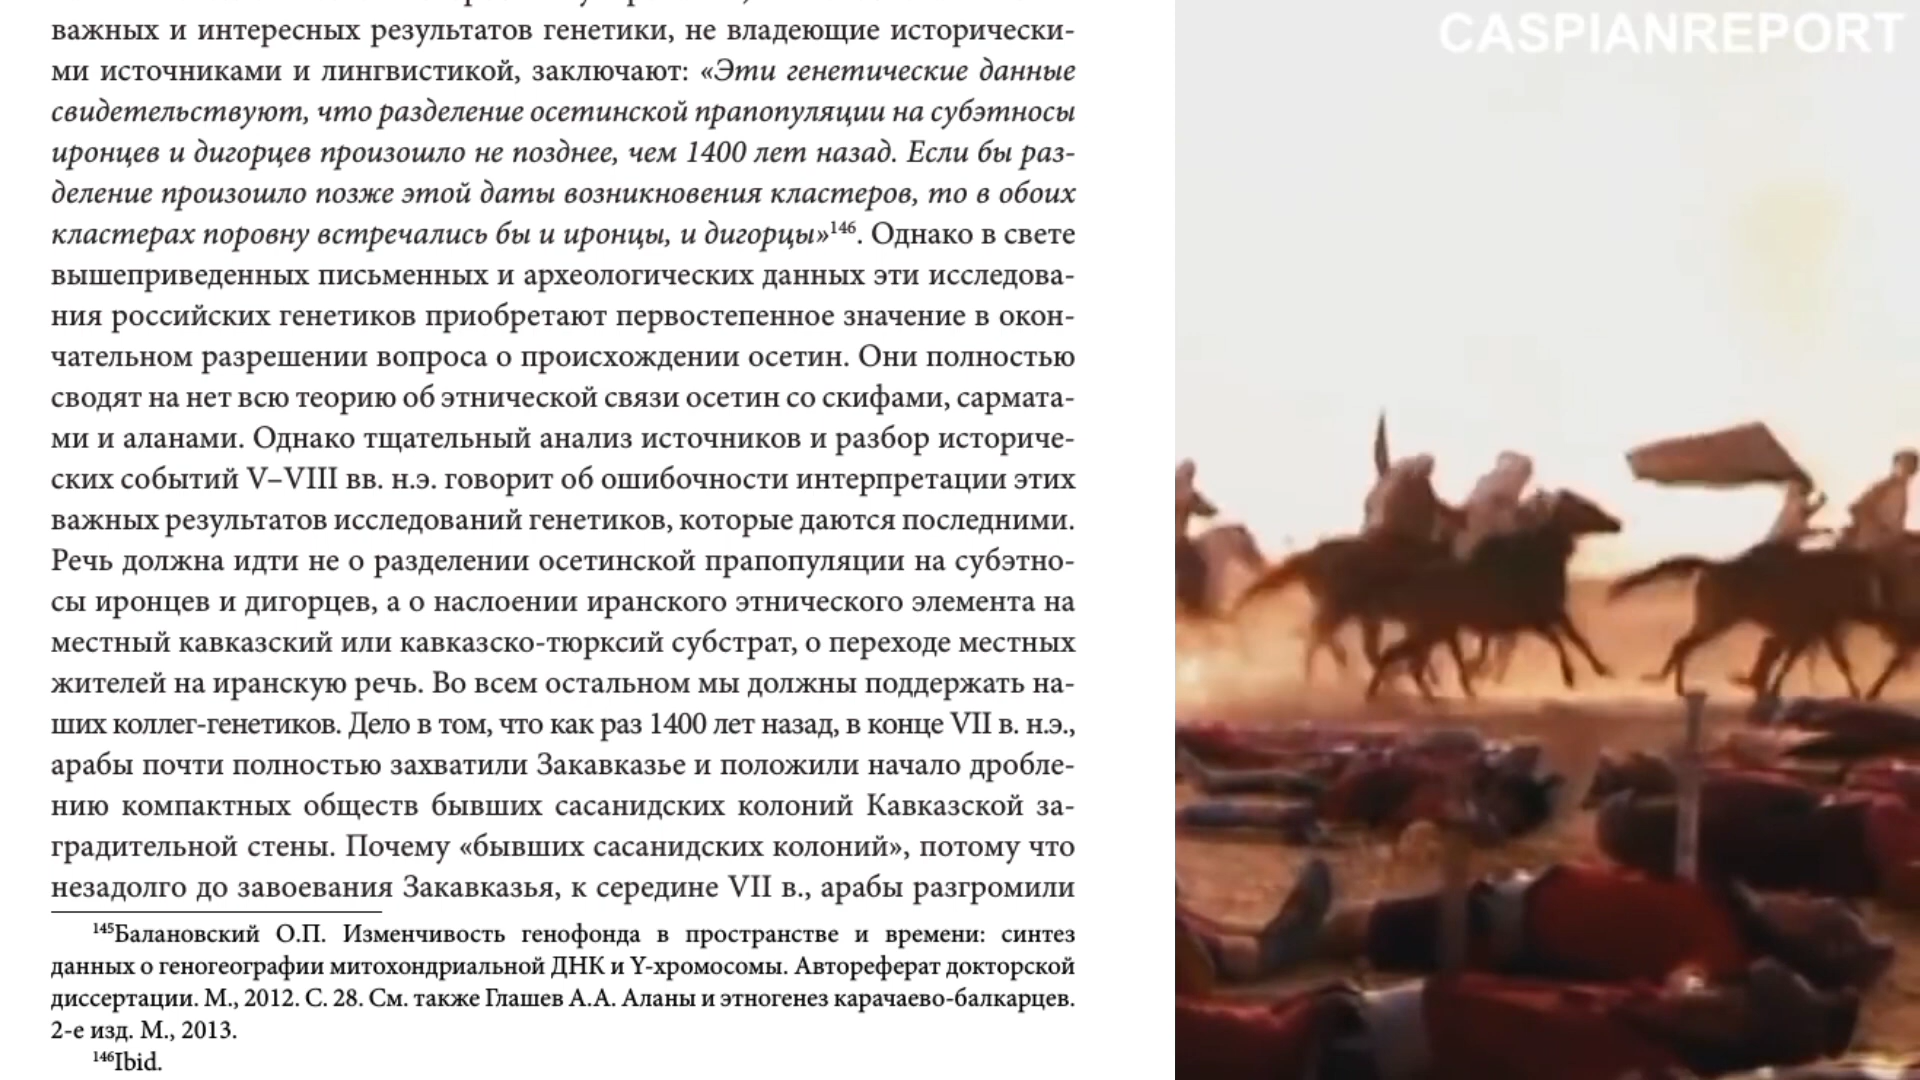 важных и интересных результатов генетики, не владеющие исторически-
ми источниками и лингвистикой, заключают: «Эти генетические данные
свидетельствуют, что разделение осетинской прапопуляции на субэтносы
иронцев и дигорцев произошло не позднее, чем 1400 лет назад. Если бы раз-
деление произошло позже этой даты возникновения кластеров, то в обоих
кластерах поровну встречались бы и иронцы, и дигорцы»146. Однако в свете
вышеприведенных письменных и археологических данных эти исследова-
ния российских генетиков приобретают первостепенное значение в окон-
чательном разрешении вопроса о происхождении осетин. Они полностью
сводят на нет всю теорию об этнической связи осетин со скифами, сармата-
ми и аланами. Однако тщательный анализ источников и разбор историче-
ских событий V–VIII вв. н.э. говорит об ошибочности интерпретации этих
важных результатов исследований генетиков, которые даются последними.
Речь должна идти не о разделении осетинской прапопуляции на субэтно-
сы иронцев и дигорцев, а о наслоении иранского этнического элемента на
местный кавказский или кавказско-тюркский субстрат, о переходе местных
жителей на иранскую речь. Во всем остальном мы должны поддержать на-
ших коллег-генетиков. Дело в том, что как раз 1400 лет назад, в конце VII в. н.э.,
арабы почти полностью захватили Закавказье и положили начало дробле-
нию компактных обществ бывших сасанидских колоний Кавказской за-
градительной стены. Почему «бывших сасанидских колоний», потому что
незадолго до завоевания Закавказья, к середине VII в., арабы разгромили
145Балановский О.П. Изменчивость генофонда в пространстве и времени: синтез
данных о геногеографии митохондриальной ДНК и Y-хромосомы. Автореферат докторской
диссертации. М., 2012. С. 28. См. также Глашев А.А. Аланы и этногенез карачаево-балкарцев.
2-е изд. М., 2013.
146Ibid.
CASPIANREPORT